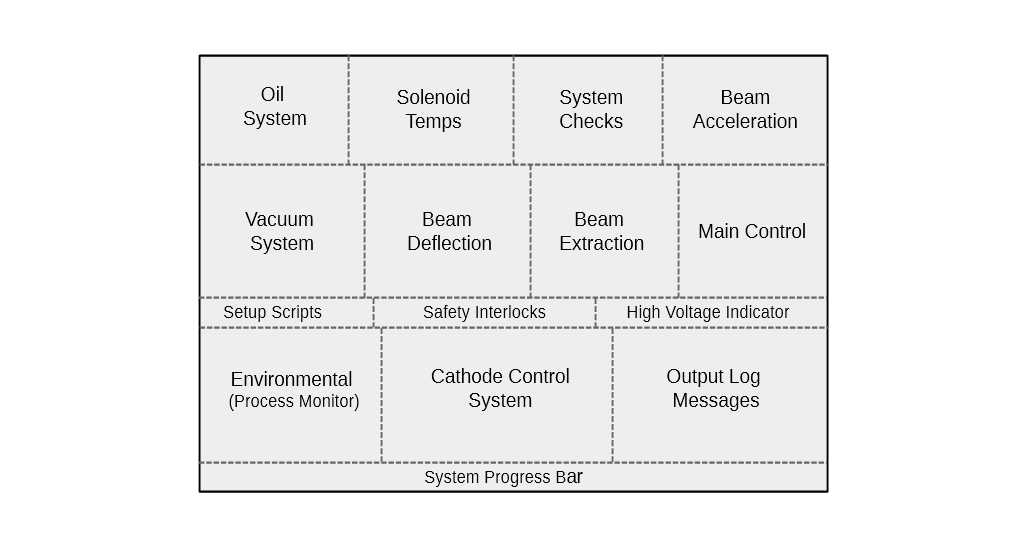 Oil
System
Solenoid
Temps
System
Checks
Beam
Acceleration
Vacuum
System
Beam
Deflection
Beam
Extraction
Main Control
Setup Scripts
Safety Interlocks
High Voltage Indicator
Environmental
(Process Monitor)
Cathode Control
System
Output Log
Messages
System Progress Bar